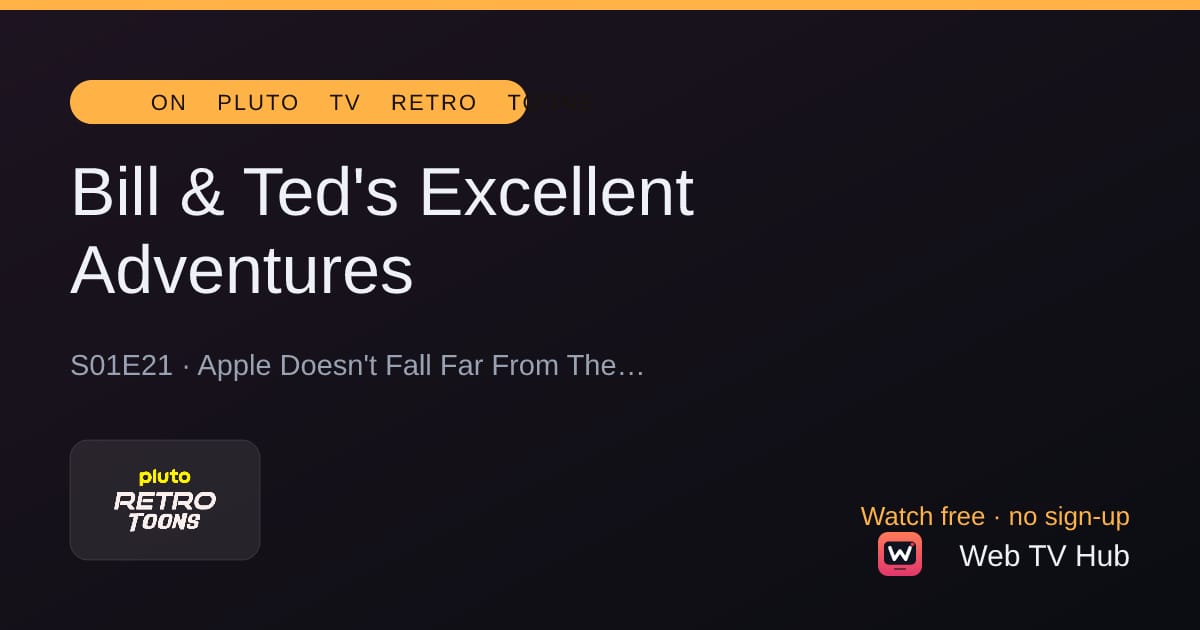 ON PLUTO TV RETRO TOONS
Bill & Ted's Excellent
Adventures
S01E21 · Apple Doesn't Fall Far From The…
pluto
RETRO
TOONS
Watch free · no sign-up
W
Web TV Hub